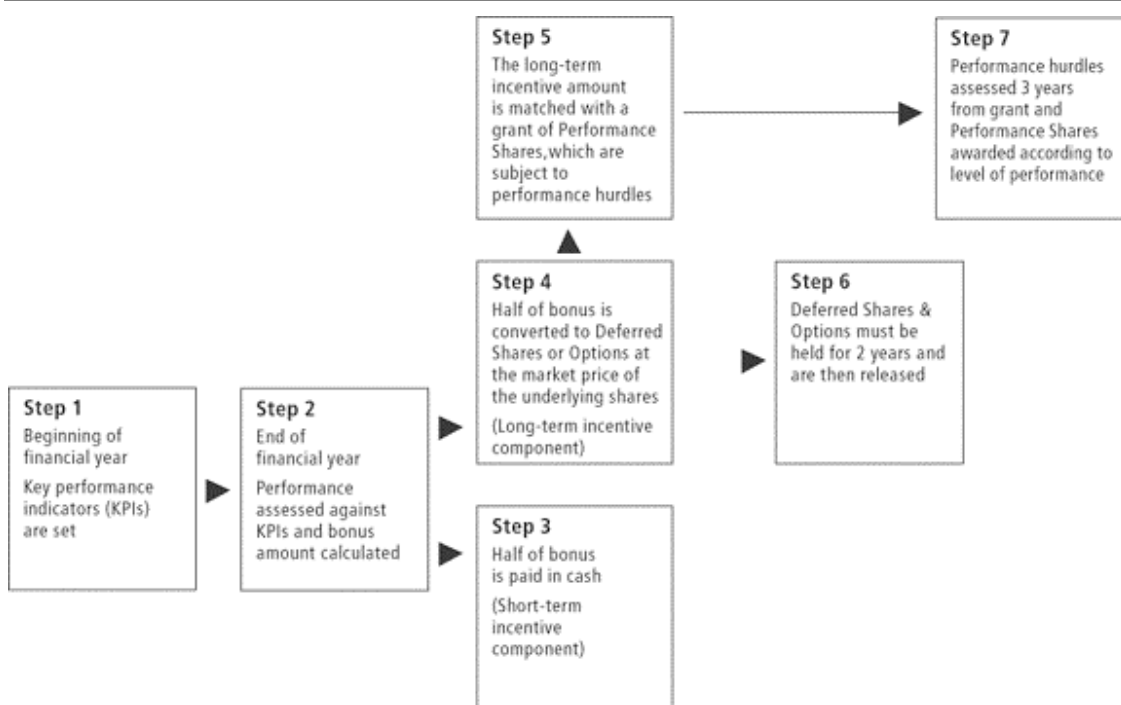 Step 5
The long-term
incentive amount
is matched with a
grant of Performance
Shares,which are
subject to
performance hurdles
Step 7
Performance hurdles
assessed 3 years
from grant and
Performance Shares
awarded according to
level of performance
Step 4
Half of bonus is
converted to Deferred
Shares or Options at
the market price of
the underlying shares
(Long-term incentive
component)
Step 6
Deferred Shares &
Options must be
held for 2 years and
are then released
Step 1
Beginning of
financial year
Key performance
indicators (KPIs)
are set
Step 2
End of
financial year
Performance
assessed against
KPIs and bonus
amount calculated
Step 3
Half of bonus
is paid in cash
(Short-term
incentive
component)